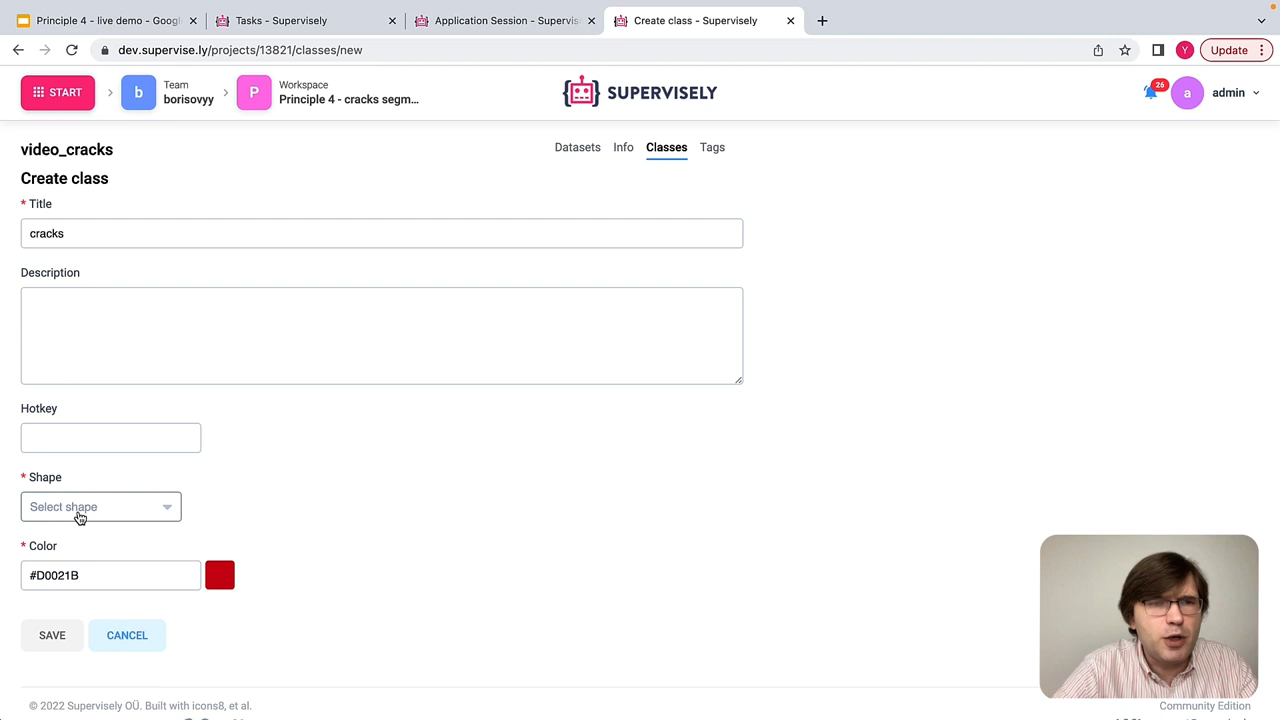 Principle 4 - live demo - Googl
Tasks - Supervisely
Application Session - Supervis
Create class - Supervisely
dev.supervise.ly/projects/13821/classes/new
Y
Update
START
b
Team
borisovyy
P
Workspace
Principle 4 - cracks segm...
SUPERVISELY
26
a
admin
video_cracks
Datasets
Info
Classes
Tags
Create class
* Title
cracks
Description
Hotkey
* Shape
Select shape
* Color
#D0021B
SAVE
CANCEL
© 2022 Supervisely OÜ. Built with icons8, et al.
Community Edition